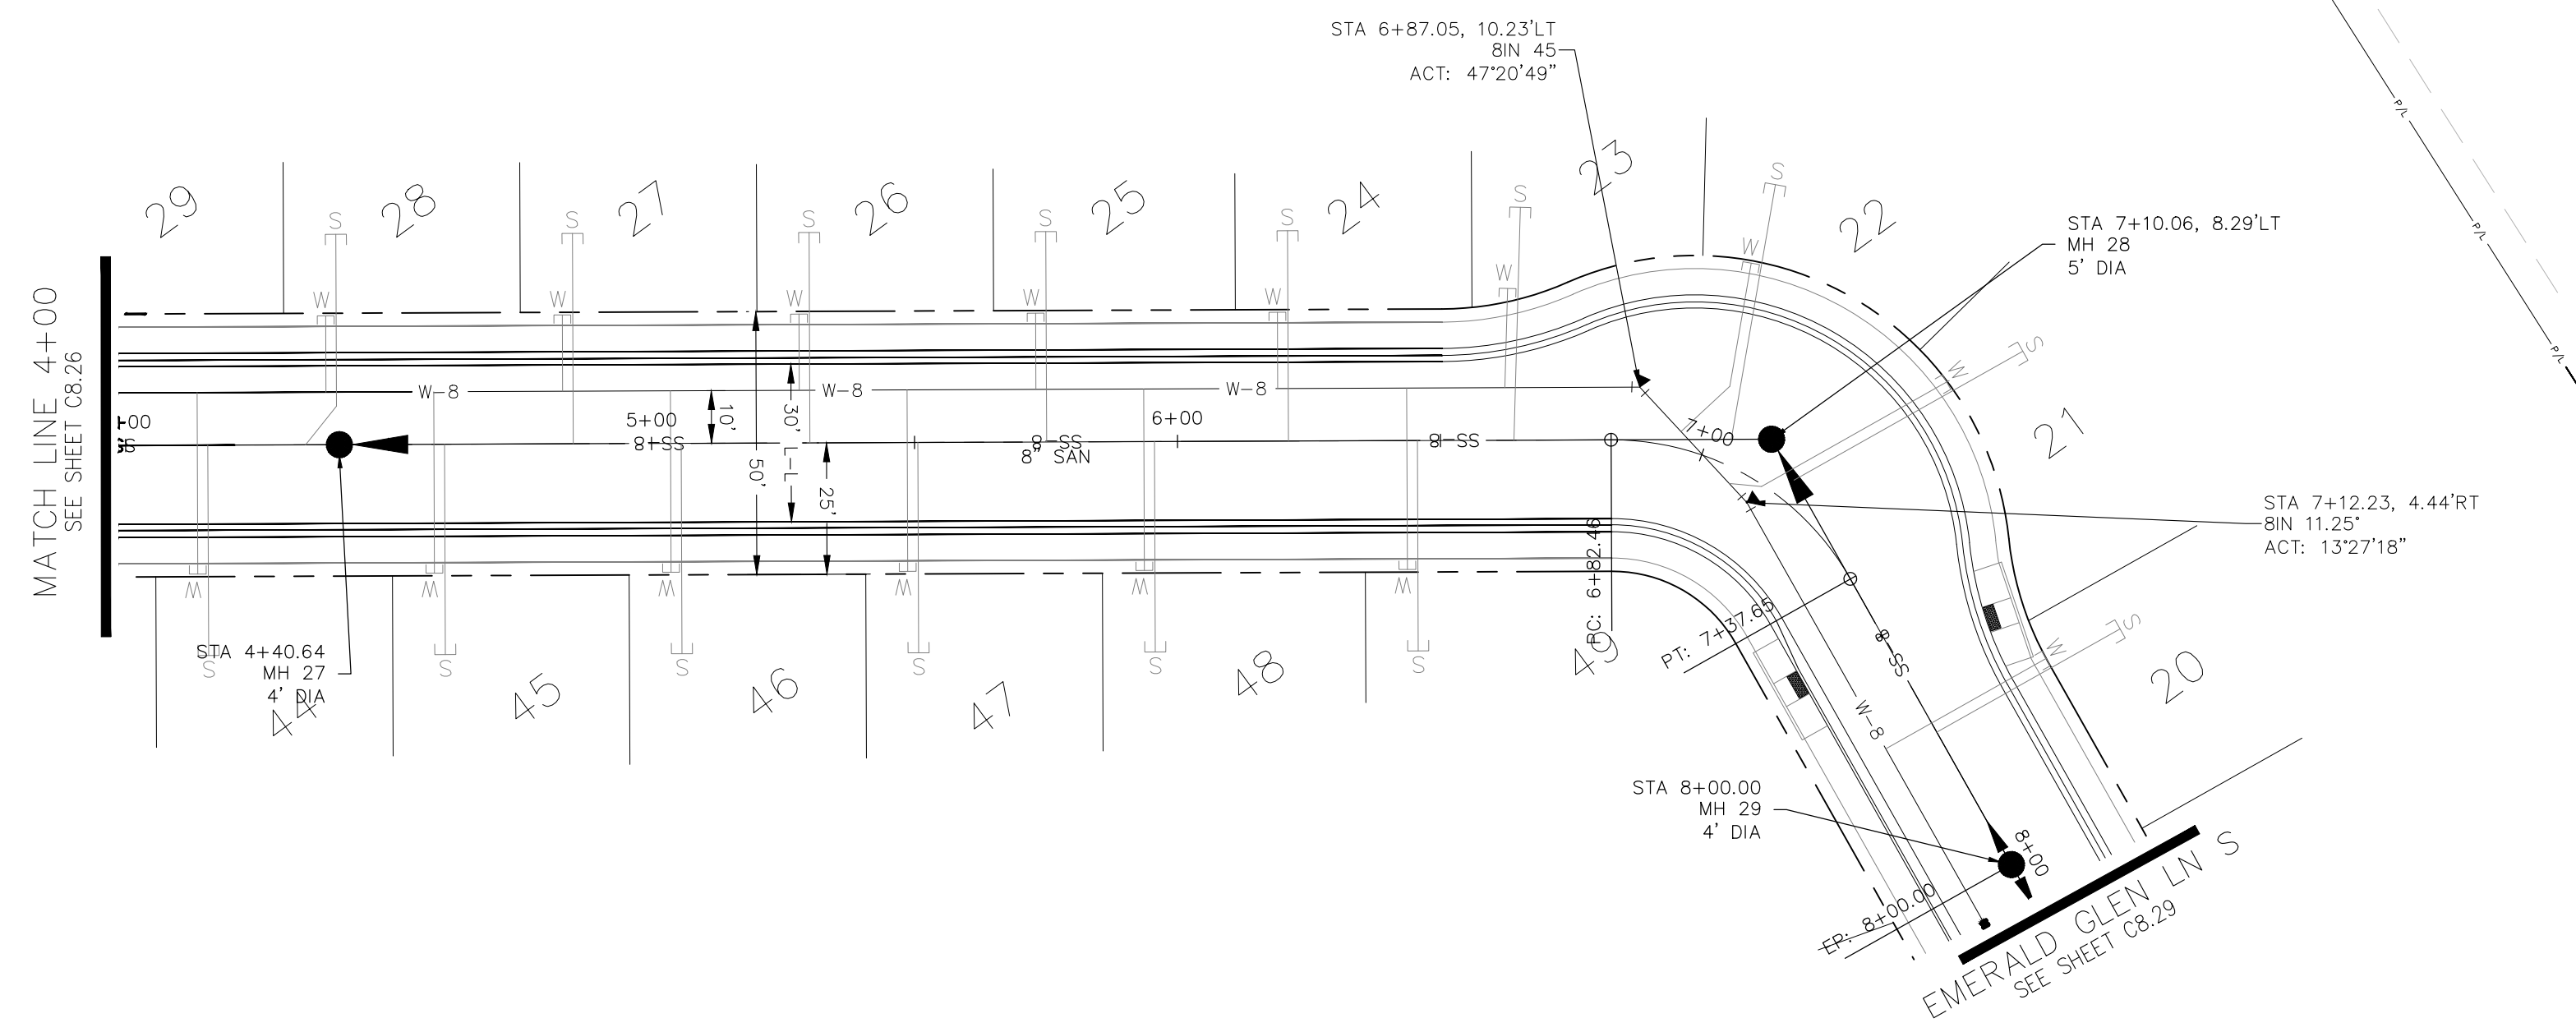 STA 6+87.05, 10.23'LT
8IN 45
ACT: 47°20'49"
P/L
P/L
P/L
STA 7+10.06, 8.29'LT
MH 28
5' DIA
29
28
27
26
25
24
23
22
21
20
S
S
S
S
S
S
S
S
S
W
W
W
W
W
W
W
W
W
MATCH LINE 4+00
SEE SHEET C8.26
W-8
W-8
W-8
+00
5+00
6+00
7+00
8-SS
8-SS
8-SS
8" SAN
10'
30' L-L
50'
25'
STA 7+12.23, 4.44'RT
8IN 11.25°
ACT: 13°27'18"
PC: 6+82.46
PT: 7+37.65
8-SS
W-8
W
W
W
W
W
W
S
S
S
S
S
S
STA 4+40.64
MH 27
4' DIA
44
45
46
47
48
49
STA 8+00.00
MH 29
4' DIA
8+00
EP: 8+00.00
EMERALD GLEN LN S
SEE SHEET C8.29